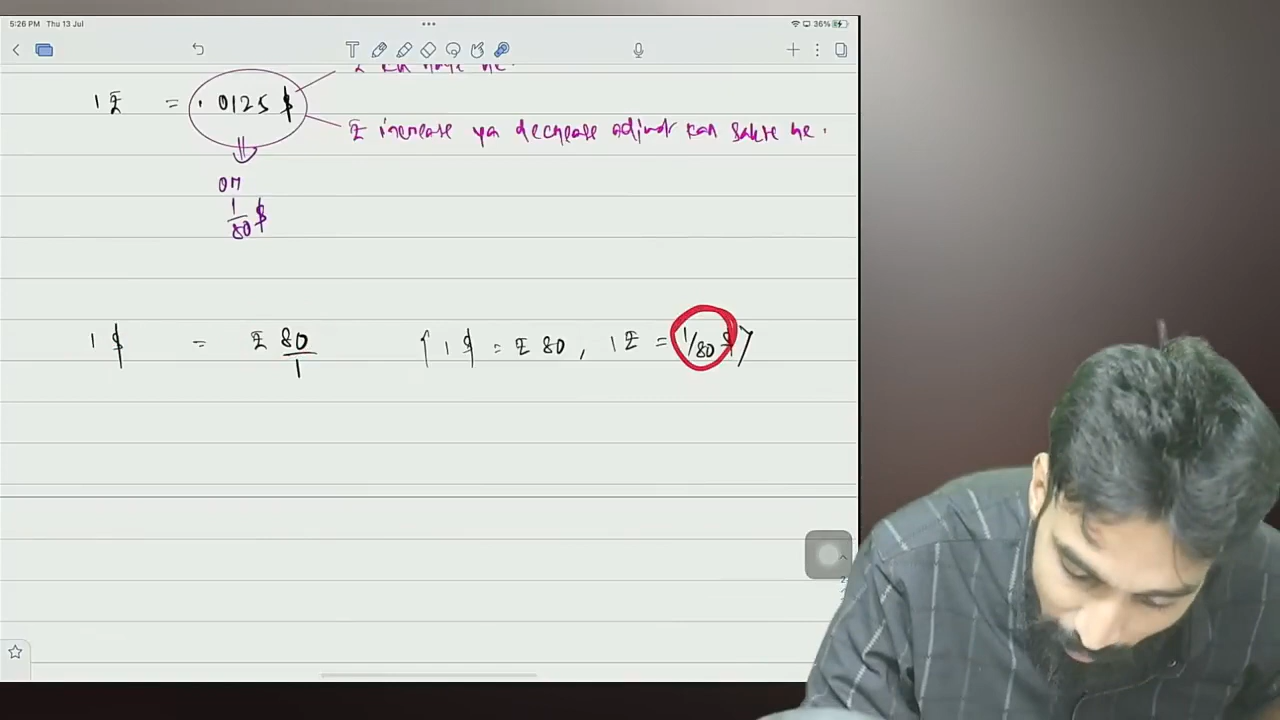 5:26 PM Thu 13 Jul
36%
1 ₹ = .0125 $
₹ increase ya decrease adjust kar sakte he.
or
1/80 $
1 $ = ₹ 80/1 { 1 $ = ₹ 80, 1 ₹ = 1/80 $ }